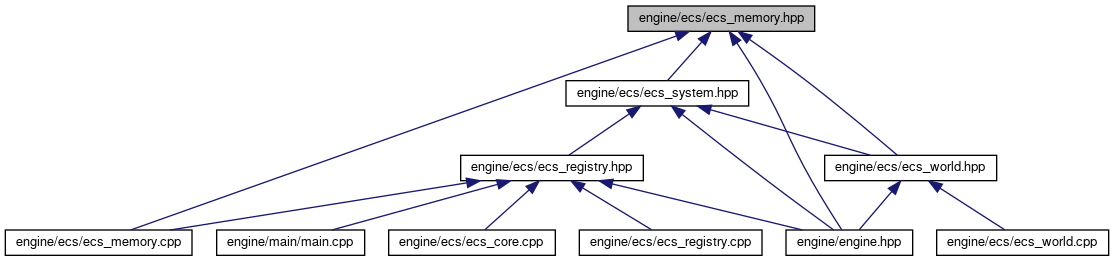 engine/ecs/ecs_memory.hpp
engine/ecs/ecs_system.hpp
engine/ecs/ecs_registry.hpp
engine/ecs/ecs_world.hpp
engine/ecs/ecs_memory.cpp
engine/main/main.cpp
engine/ecs/ecs_core.cpp
engine/ecs/ecs_registry.cpp
engine/engine.hpp
engine/ecs/ecs_world.cpp